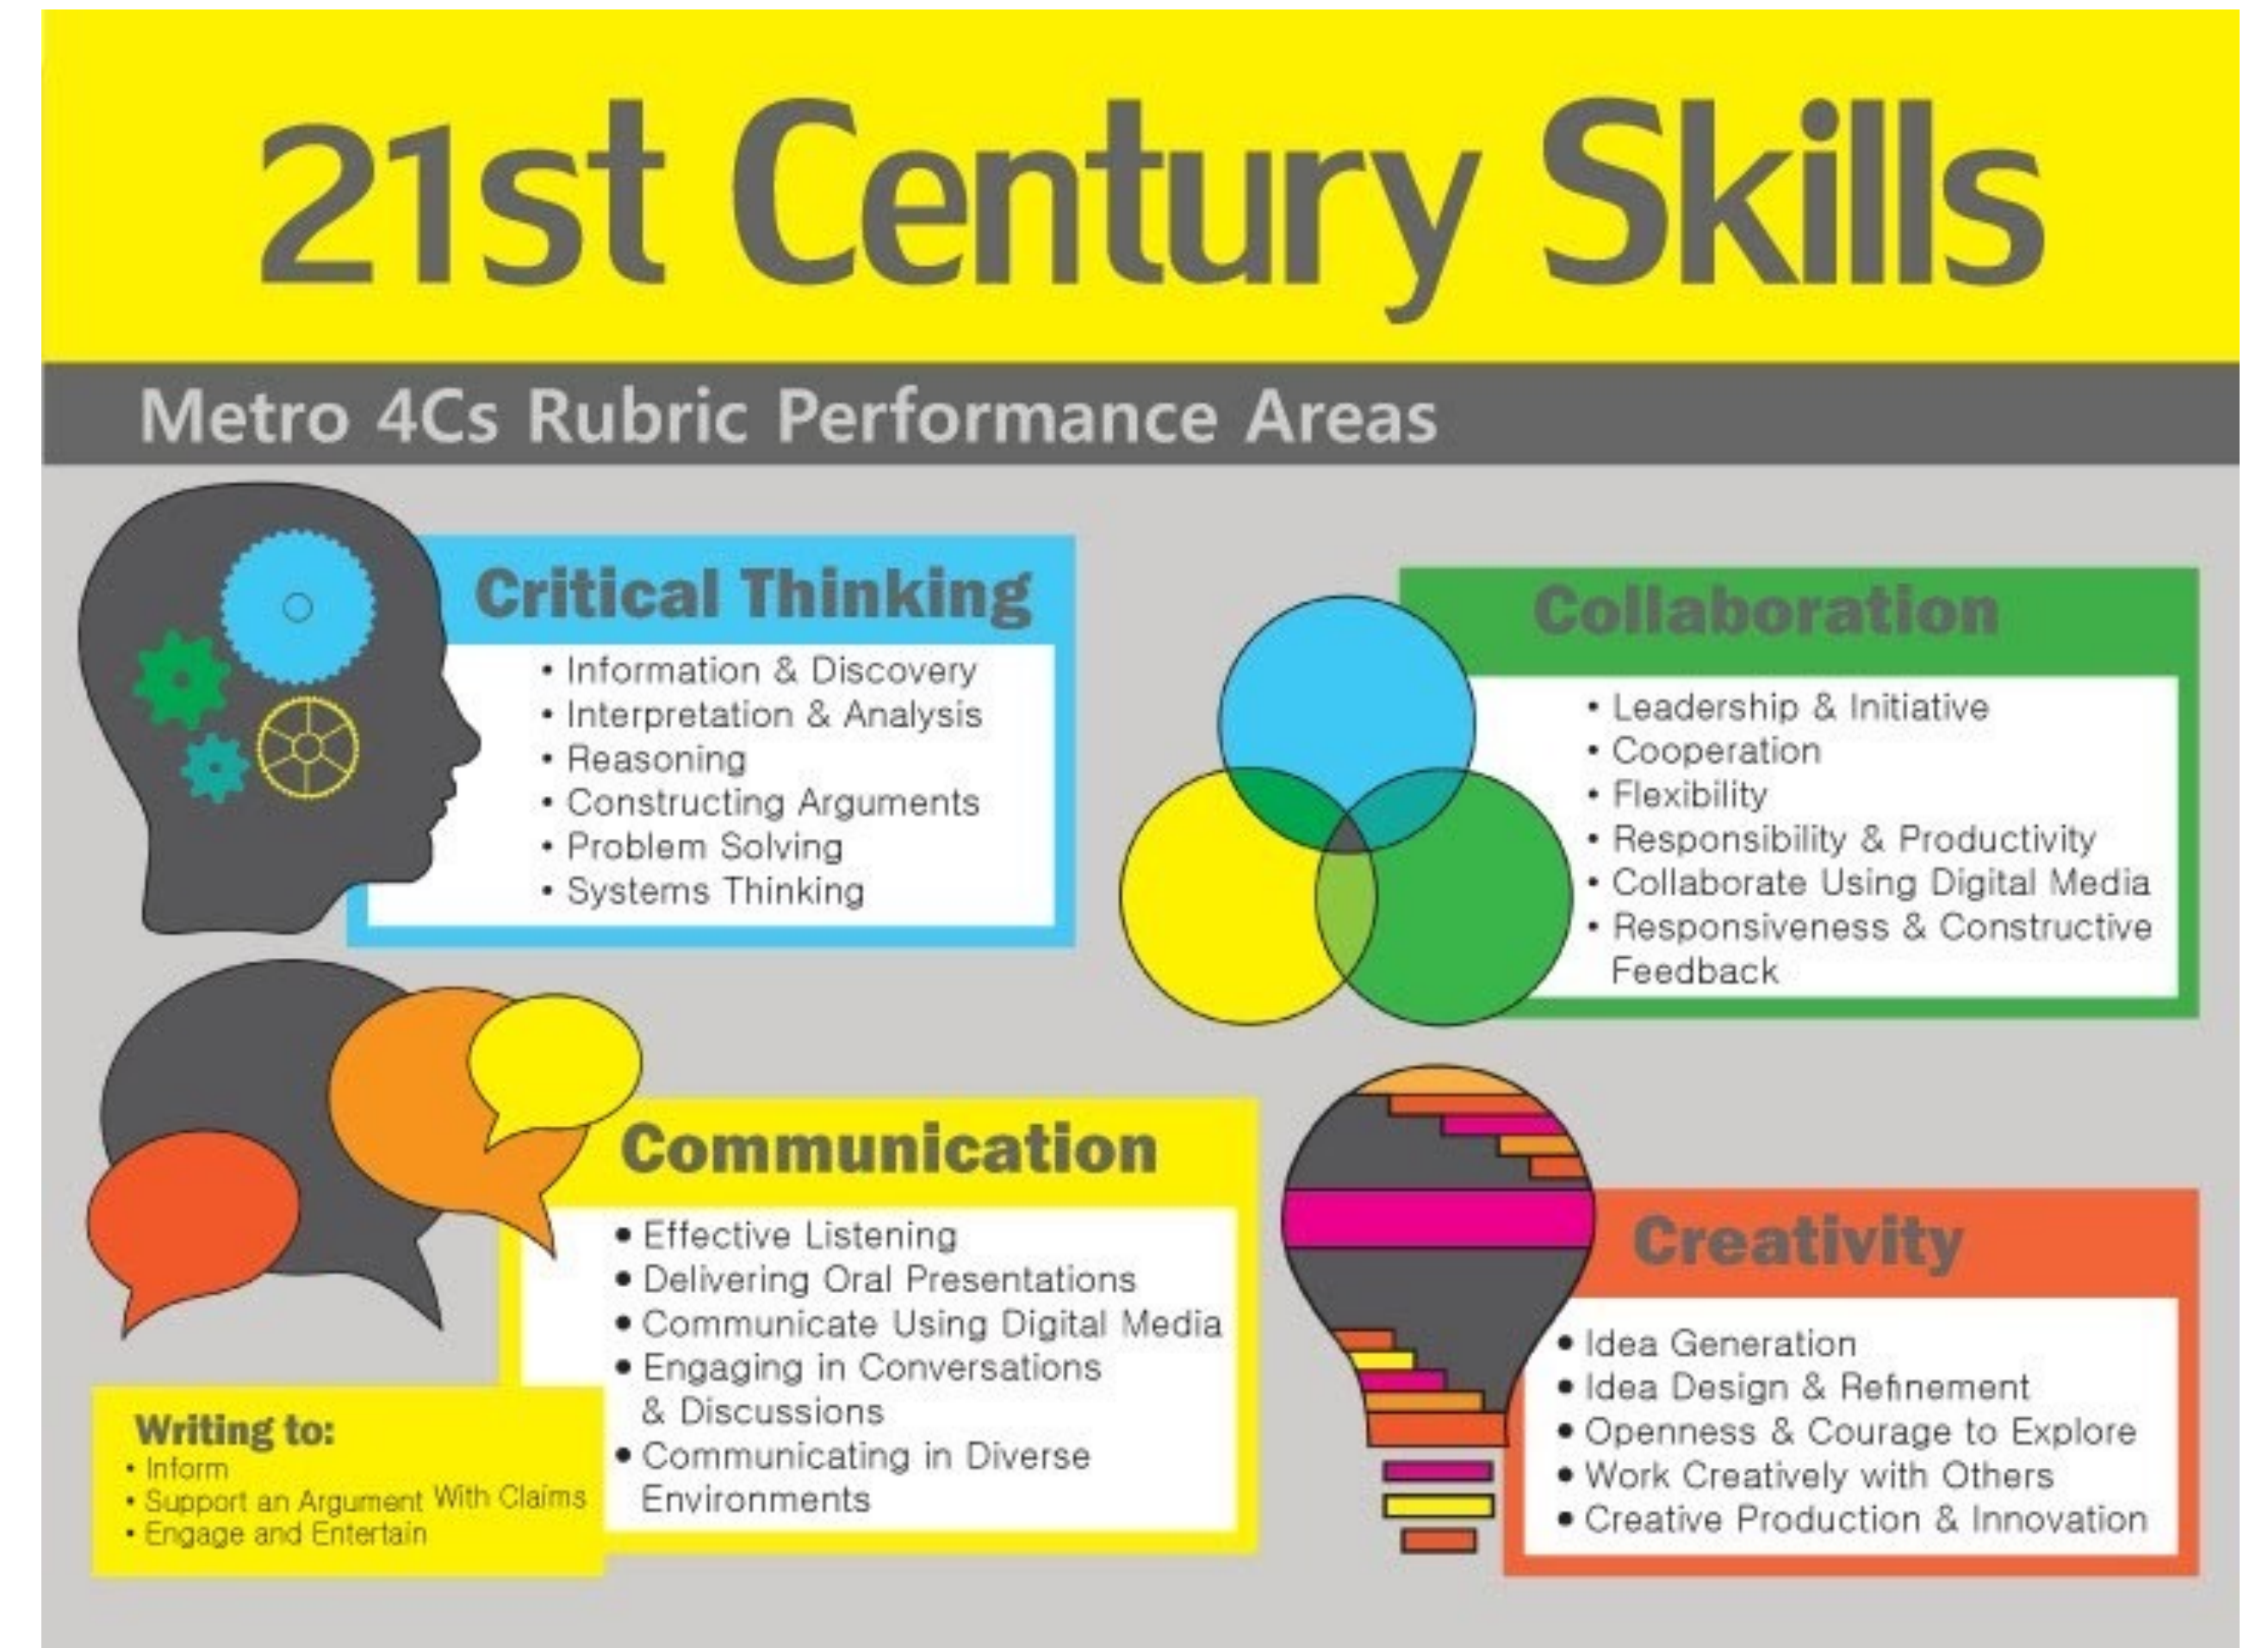 21st Century Skills
Metro 4Cs Rubric Performance Areas
Critical Thinking
• Information & Discovery
• Interpretation & Analysis
• Reasoning
• Constructing Arguments
• Problem Solving
• Systems Thinking
Collaboration
• Leadership & Initiative
• Cooperation
• Flexibility
• Responsibility & Productivity
• Collaborate Using Digital Media
• Responsiveness & Constructive
Feedback
Communication
• Effective Listening
• Delivering Oral Presentations
• Communicate Using Digital Media
• Engaging in Conversations
& Discussions
• Communicating in Diverse
Environments
Writing to:
• Inform
• Support an Argument With Claims
• Engage and Entertain
Creativity
• Idea Generation
• Idea Design & Refinement
• Openness & Courage to Explore
• Work Creatively with Others
• Creative Production & Innovation